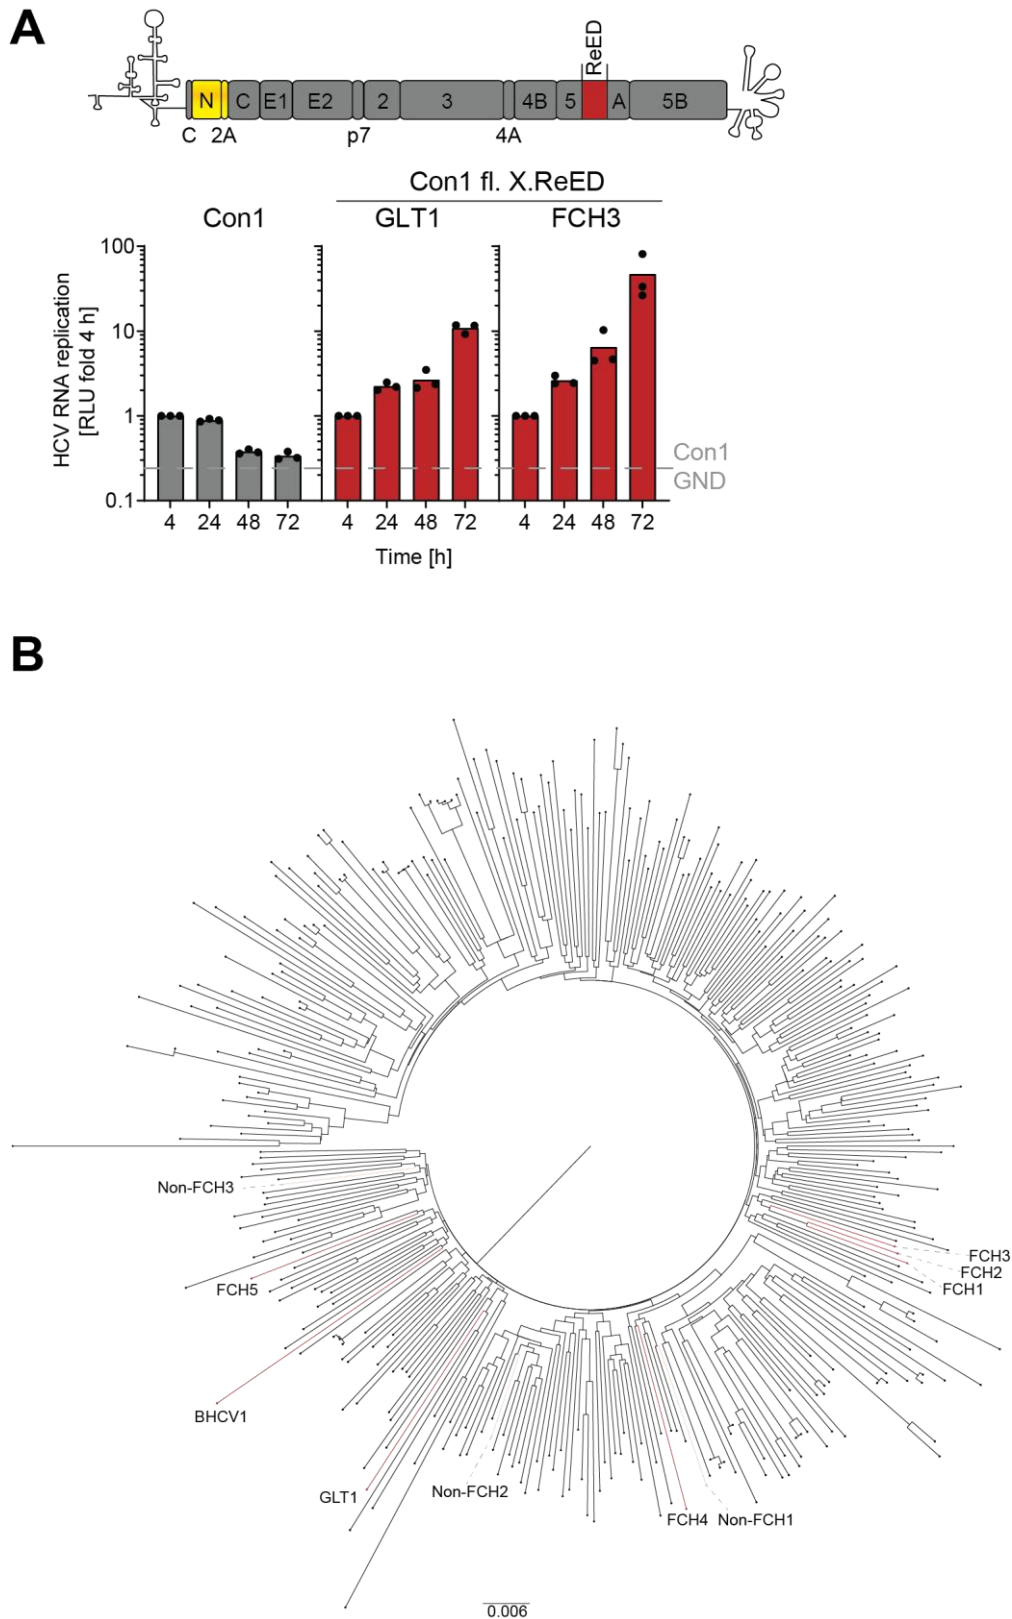 A
ReED
N C E1 E2 2 3 4B 5 A 5B
C 2A p7 4A
Con1 fl. X.ReED
Con1 GLT1 FCH3
HCV RNA replication
[RLU fold 4 h]
100
10
1
0.1
Con1
GND
4 24 48 72 4 24 48 72 4 24 48 72
Time [h]
B
Non-FCH3
FCH3
FCH2
FCH5
FCH1
BHCV1
GLT1
Non-FCH2
FCH4 Non-FCH1
0.006